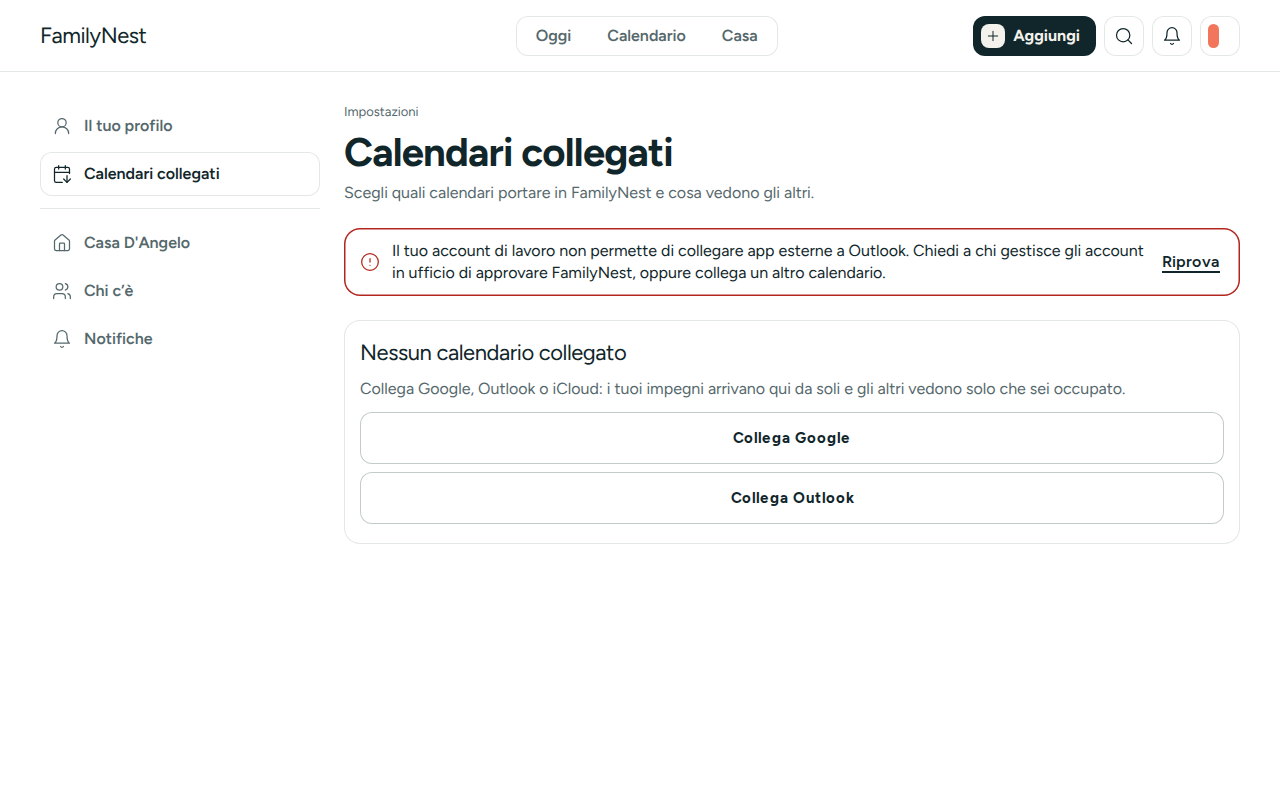 FamilyNest
Oggi
Calendario
Casa
Aggiungi
Il tuo profilo
Calendari collegati
Casa D'Angelo
Chi c’è
Notifiche
Impostazioni
Calendari collegati
Scegli quali calendari portare in FamilyNest e cosa vedono gli altri.
Il tuo account di lavoro non permette di collegare app esterne a Outlook. Chiedi a chi gestisce gli account
in ufficio di approvare FamilyNest, oppure collega un altro calendario.
Riprova
Nessun calendario collegato
Collega Google, Outlook o iCloud: i tuoi impegni arrivano qui da soli e gli altri vedono solo che sei occupato.
Collega Google
Collega Outlook